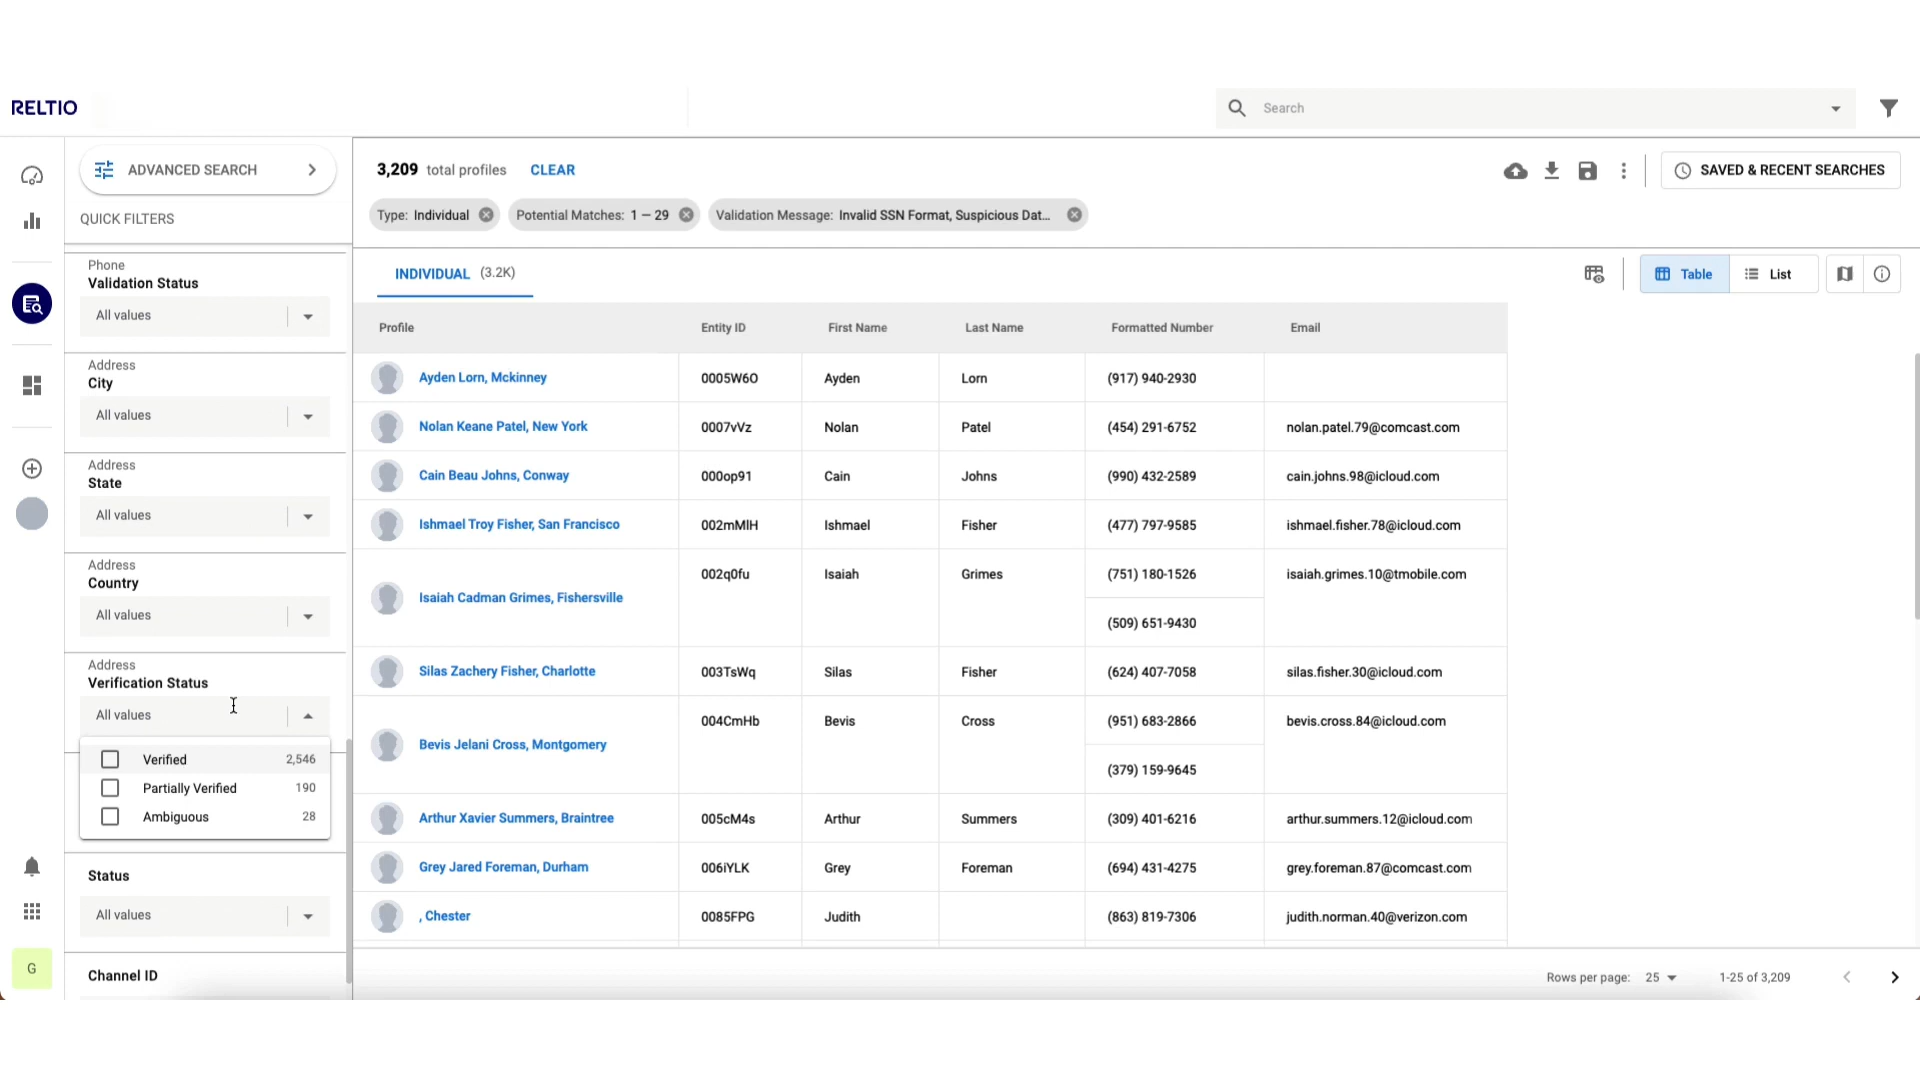 RELTIO
Search
ADVANCED SEARCH
QUICK FILTERS
Phone
Validation Status
All values
Address
City
All values
Address
State
All values
Address
Country
All values
Address
Verification Status
All values
Verified 2,546
Partially Verified 190
Ambiguous 28
Status
All values
Channel ID
G
3,209 total profiles CLEAR
SAVED & RECENT SEARCHES
Type: Individual Potential Matches: 1 — 29 Validation Message: Invalid SSN Format, Suspicious Dat...
INDIVIDUAL (3.2K)
Table List
Profile Entity ID First Name Last Name Formatted Number Email
Ayden Lorn, Mckinney 0005W6O Ayden Lorn (917) 940-2930
Nolan Keane Patel, New York 0007vVz Nolan Patel (454) 291-6752 nolan.patel.79@comcast.com
Cain Beau Johns, Conway 000op91 Cain Johns (990) 432-2589 cain.johns.98@icloud.com
Ishmael Troy Fisher, San Francisco 002mMlH Ishmael Fisher (477) 797-9585 ishmael.fisher.78@icloud.com
Isaiah Cadman Grimes, Fishersville 002q0fu Isaiah Grimes (751) 180-1526 isaiah.grimes.10@tmobile.com
(509) 651-9430
Silas Zachery Fisher, Charlotte 003TsWq Silas Fisher (624) 407-7058 silas.fisher.30@icloud.com
Bevis Jelani Cross, Montgomery 004CmHb Bevis Cross (951) 683-2866 bevis.cross.84@icloud.com
(379) 159-9645
Arthur Xavier Summers, Braintree 005cM4s Arthur Summers (309) 401-6216 arthur.summers.12@icloud.com
Grey Jared Foreman, Durham 006iYLK Grey Foreman (694) 431-4275 grey.foreman.87@comcast.com
, Chester 0085FPG Judith (863) 819-7306 judith.norman.40@verizon.com
Rows per page: 25 1-25 of 3,209